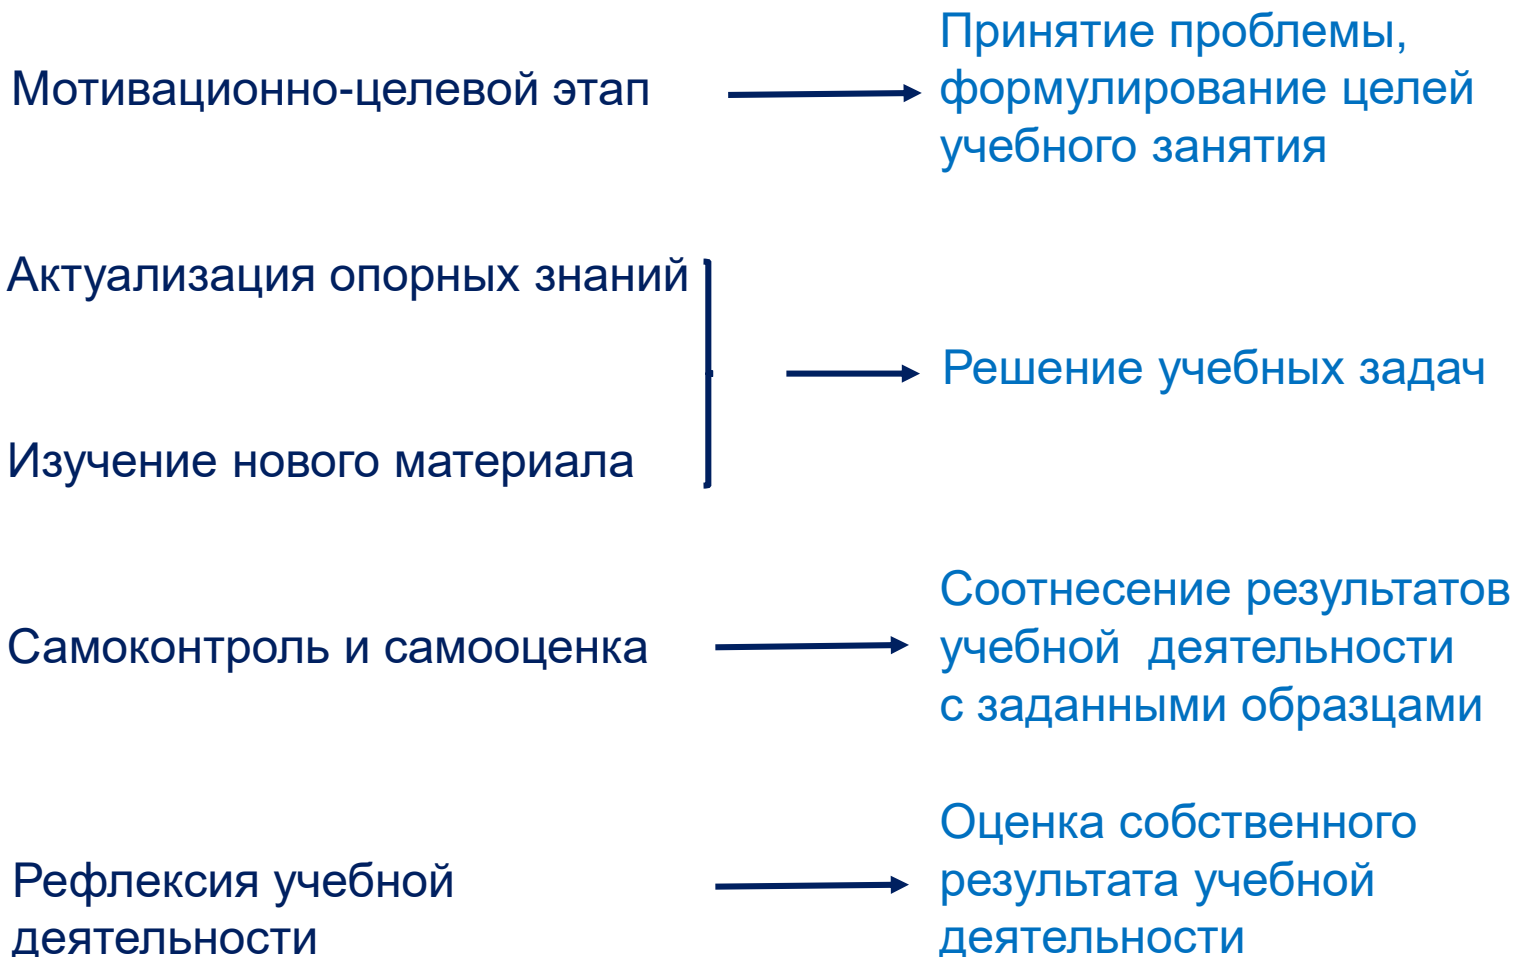 Мотивационно-целевой этап
Принятие проблемы,
формулирование целей
учебного занятия
Актуализация опорных знаний
Изучение нового материала
Решение учебных задач
Самоконтроль и самооценка
Соотнесение результатов
учебной  деятельности
с заданными образцами
Рефлексия учебной
деятельности
Оценка собственного
результата учебной
деятельности